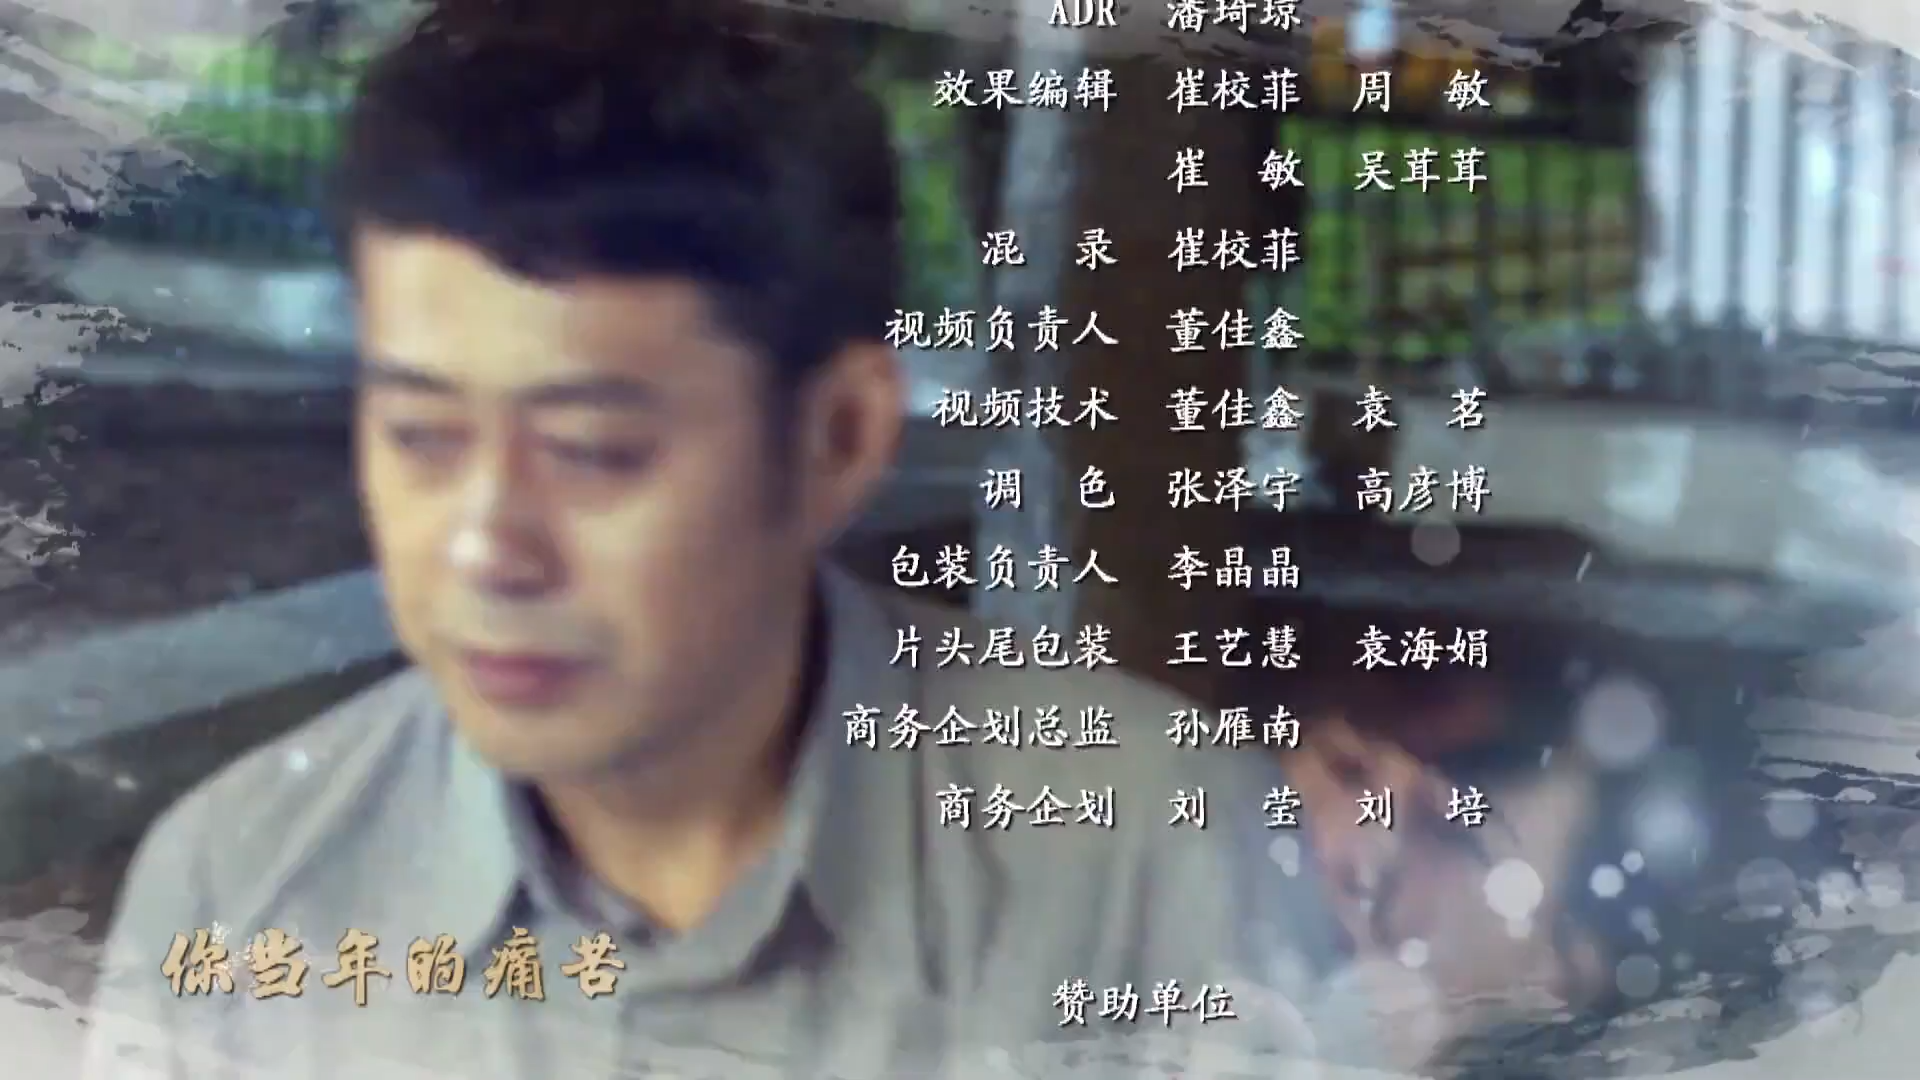 ADR 潘琦琼
效果编辑 崔校菲 周 敏
崔 敏 吴茸茸
混 录 崔校菲
视频负责人 董佳鑫
视频技术 董佳鑫 袁 茗
调 色 张泽宇 高彦博
包装负责人 李晶晶
片头尾包装 王艺慧 袁海娟
商务企划总监 孙雁南
商务企划 刘 莹 刘 培
你当年的痛苦
赞助单位